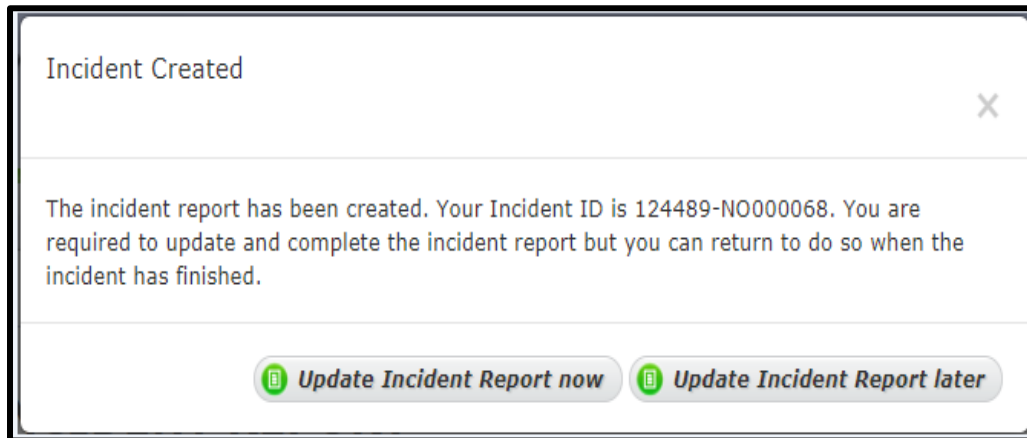 Incident Created
The incident report has been created. Your Incident ID is 124489-NO000068. You are
required to update and complete the incident report but you can return to do so when the
incident has finished.
Update Incident Report now
Update Incident Report later